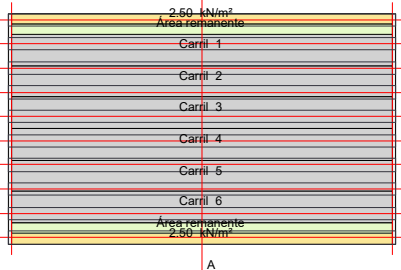 2.50 kN/m²
Área remanente
Carril 1
Carril 2
Carril 3
Carril 4
Carril 5
Carril 6
Área remanente
2.50 kN/m²
A